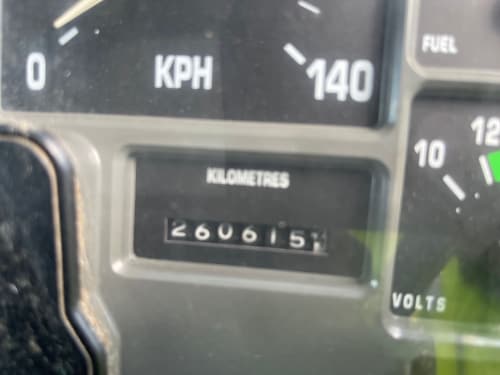 0 KPH 140
FUEL
10 12
KILOMETRES
260615
VOLTS